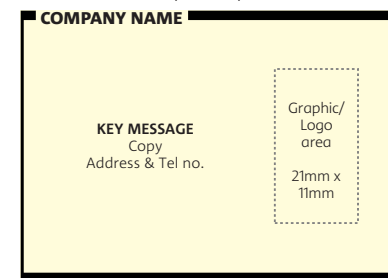 COMPANY NAME
KEY MESSAGE
Copy
Address & Tel no.
Graphic/
Logo
area
21mm x
11mm